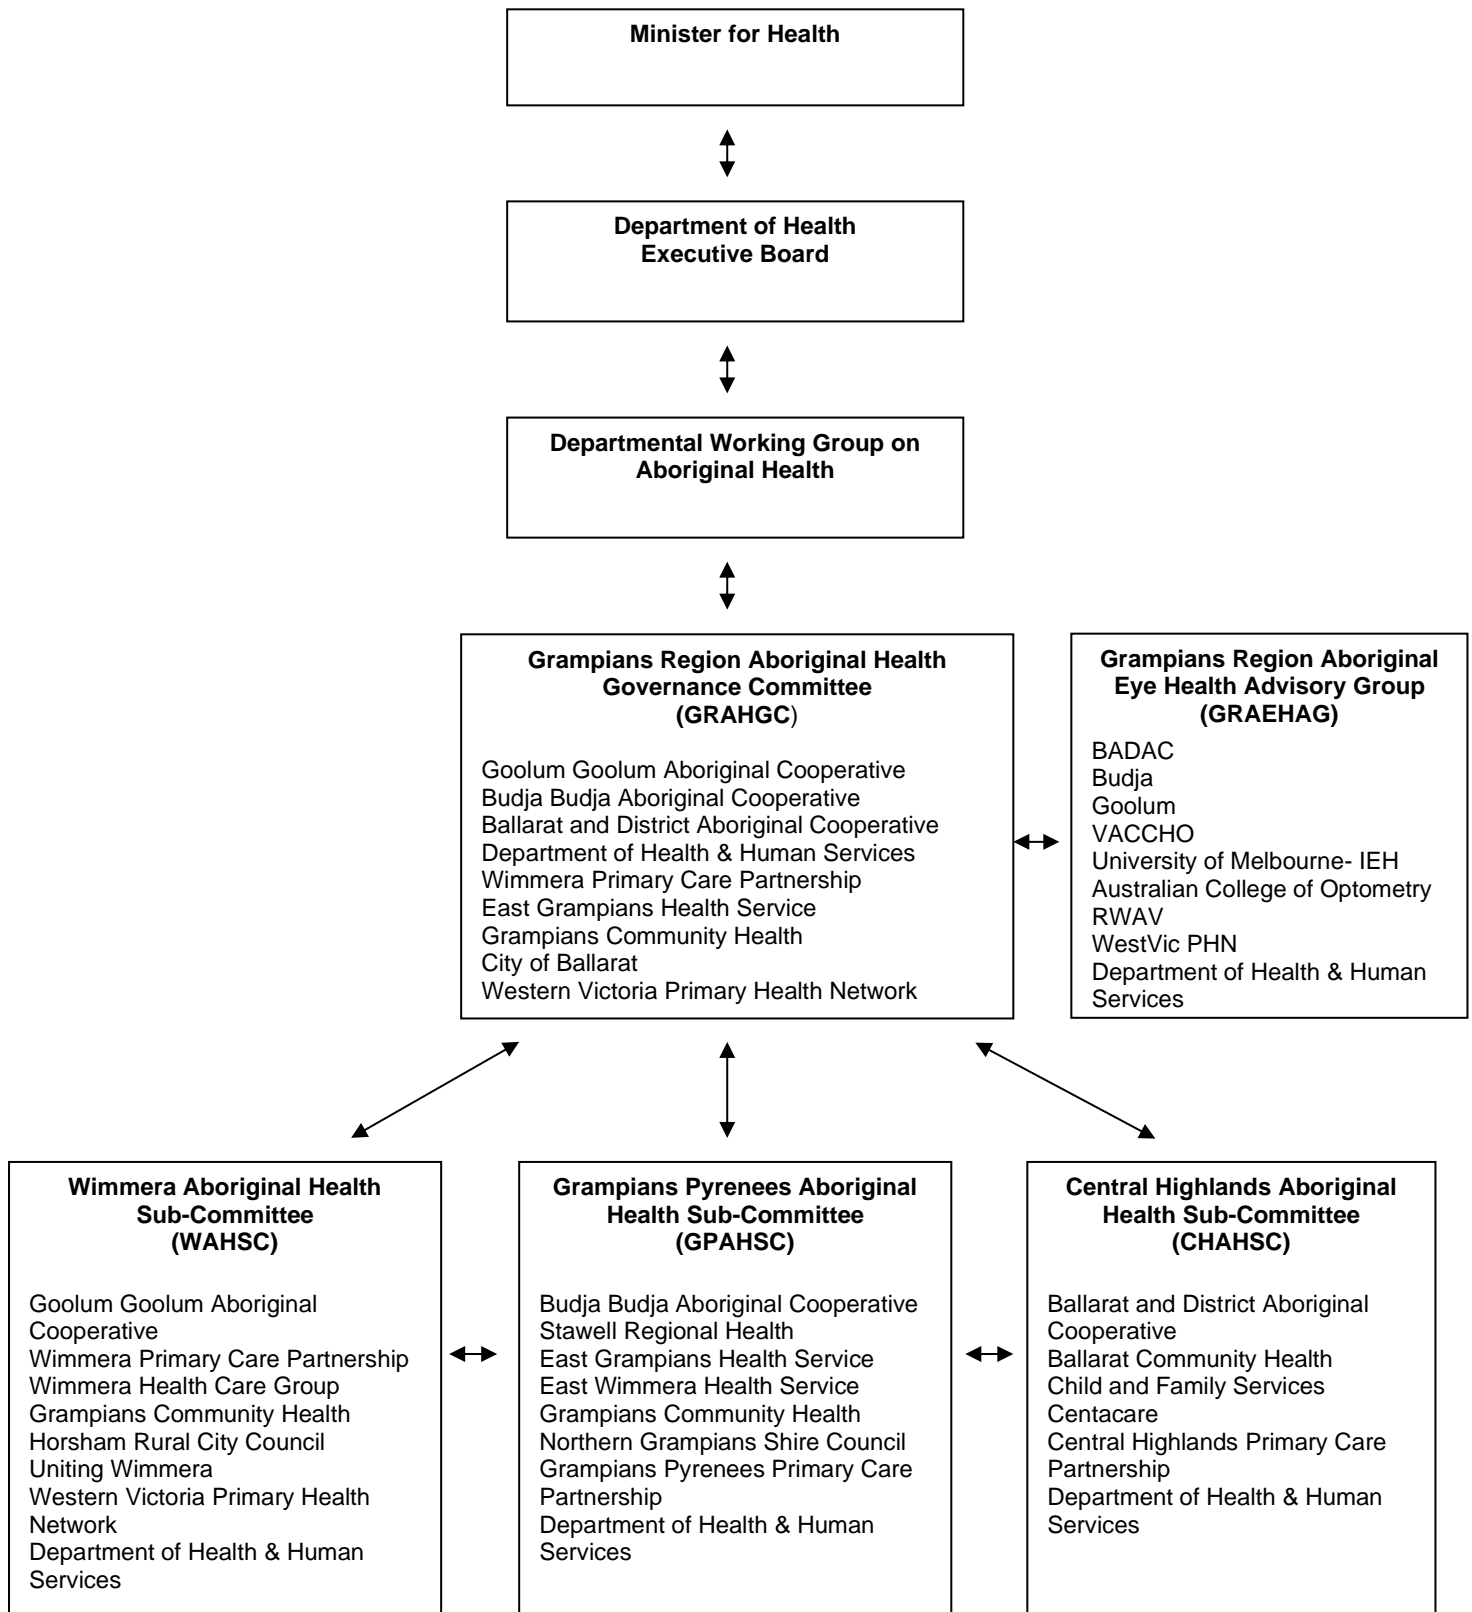 Minister for Health
Department of Health
Executive Board
Departmental Working Group on
Aboriginal Health
Grampians Region Aboriginal Health
Governance Committee
(GRAHGC)
Goolum Goolum Aboriginal Cooperative
Budja Budja Aboriginal Cooperative
Ballarat and District Aboriginal Cooperative
Department of Health & Human Services
Wimmera Primary Care Partnership
East Grampians Health Service
Grampians Community Health
City of Ballarat
Western Victoria Primary Health Network
Grampians Region Aboriginal
Eye Health Advisory Group
(GRAEHAG)
BADAC
Budja
Goolum
VACCHO
University of Melbourne- IEH
Australian College of Optometry
RWAV
WestVic PHN
Department of Health & Human
Services
Wimmera Aboriginal Health
Sub-Committee
(WAHSC)
Goolum Goolum Aboriginal
Cooperative
Wimmera Primary Care Partnership
Wimmera Health Care Group
Grampians Community Health
Horsham Rural City Council
Uniting Wimmera
Western Victoria Primary Health
Network
Department of Health & Human
Services
Grampians Pyrenees Aboriginal
Health Sub-Committee
(GPAHSC)
Budja Budja Aboriginal Cooperative
Stawell Regional Health
East Grampians Health Service
East Wimmera Health Service
Grampians Community Health
Northern Grampians Shire Council
Grampians Pyrenees Primary Care
Partnership
Department of Health & Human
Services
Central Highlands Aboriginal
Health Sub-Committee
(CHAHSC)
Ballarat and District Aboriginal
Cooperative
Ballarat Community Health
Child and Family Services
Centacare
Central Highlands Primary Care
Partnership
Department of Health & Human
Services